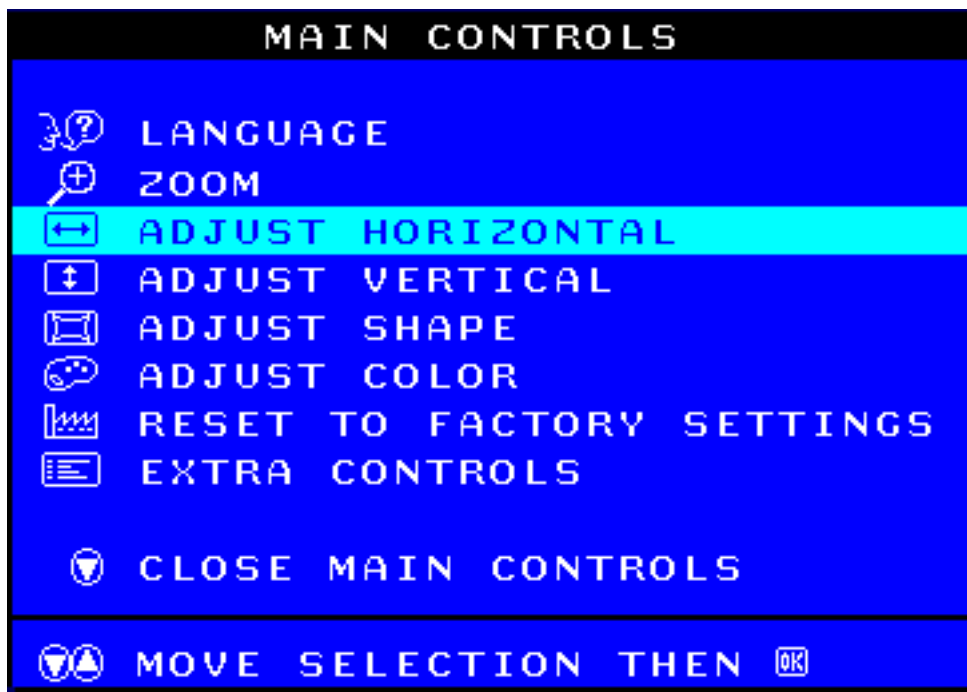 MAIN CONTROLS
LANGUAGE
ZOOM
ADJUST HORIZONTAL
ADJUST VERTICAL
ADJUST SHAPE
ADJUST COLOR
RESET TO FACTORY SETTINGS
EXTRA CONTROLS
CLOSE MAIN CONTROLS
MOVE SELECTION THEN OK